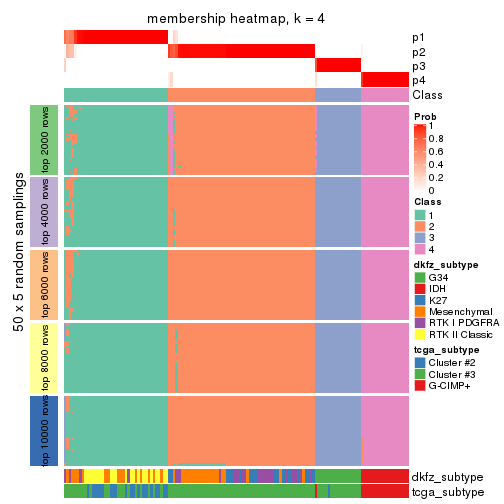 membership heatmap, k = 4
p1
p2
p3
p4
Class
50 x 5 random samplings
top 2000 rows
top 4000 rows
top 6000 rows
top 8000 rows
top 10000 rows
dkfz_subtype
tcga_subtype
Prob
1
0.8
0.6
0.4
0.2
0
Class
1
2
3
4
dkfz_subtype
G34
IDH
K27
Mesenchymal
RTK I PDGFRA
RTK II Classic
tcga_subtype
Cluster #2
Cluster #3
G-CIMP+